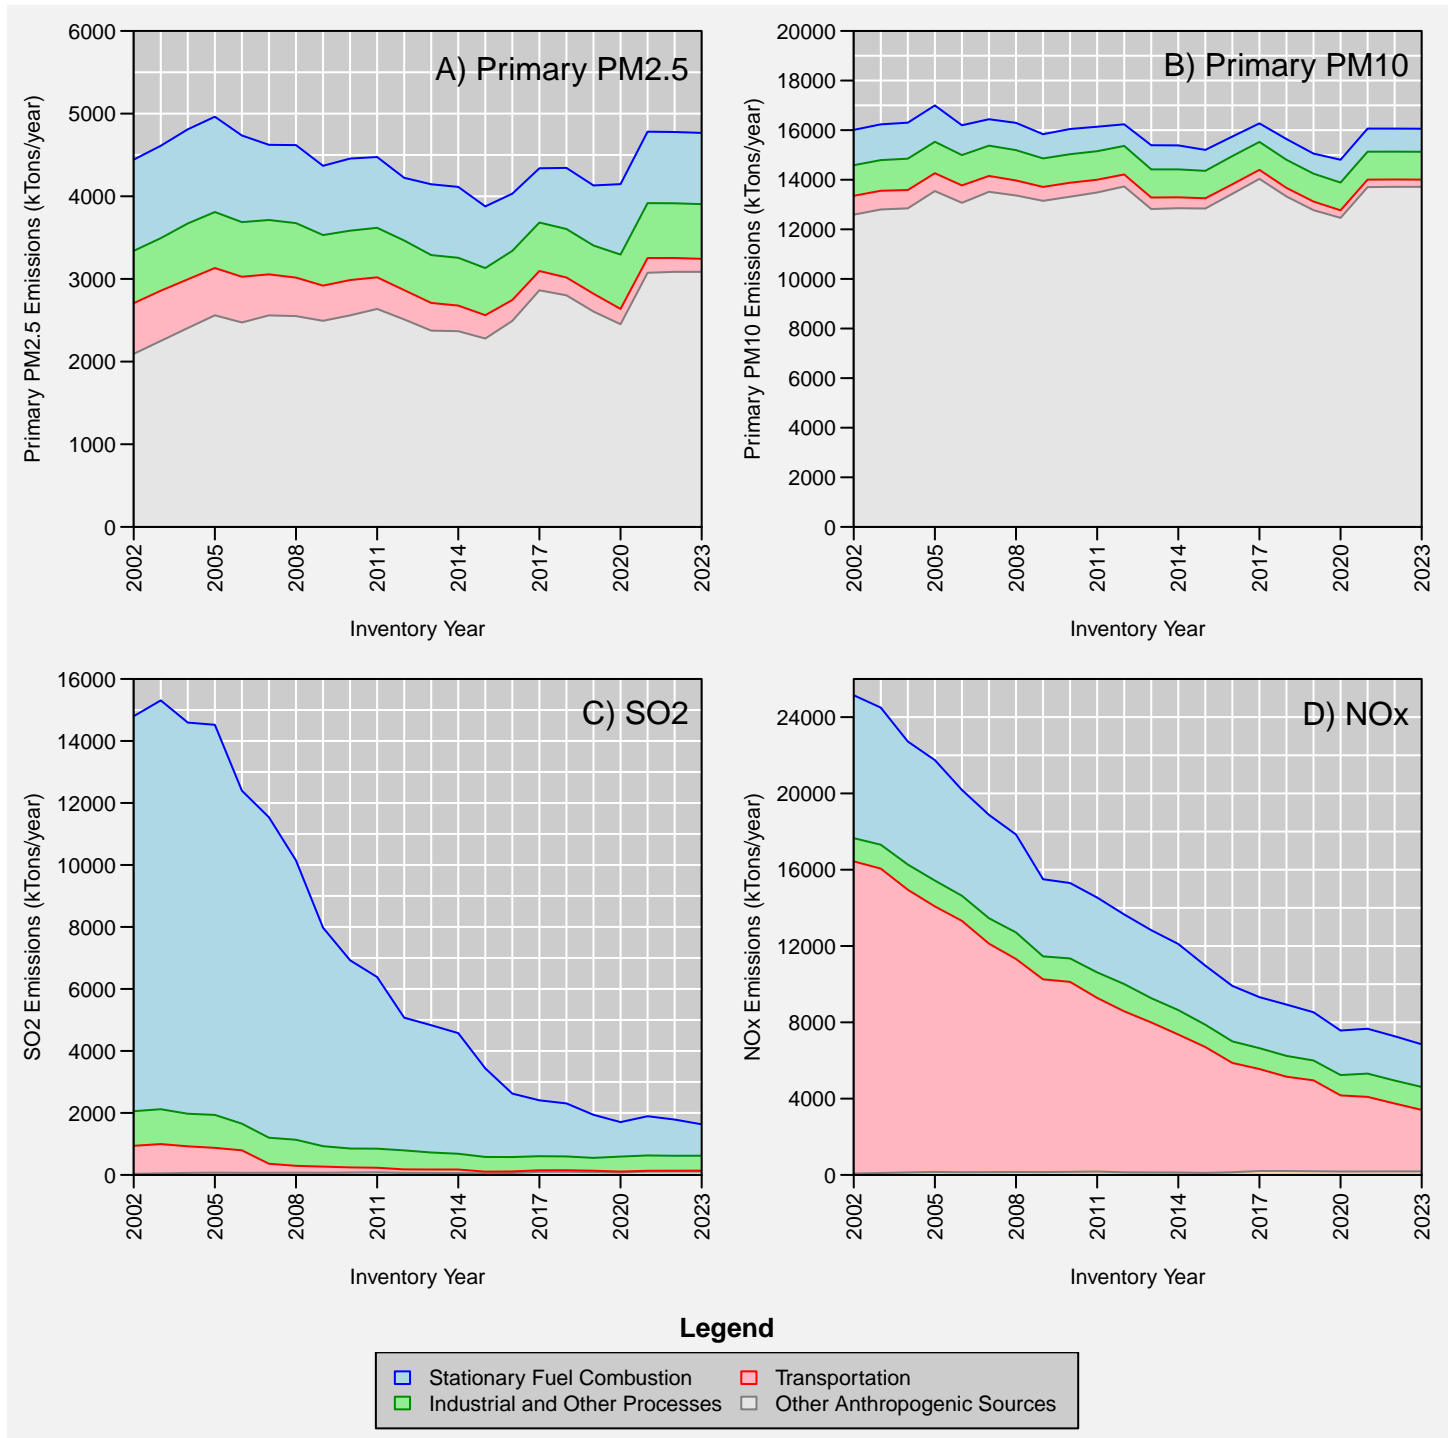 A) Primary PM2.5
Primary PM2.5 Emissions (kTons/year)
6000
5000
4000
3000
2000
1000
0
2002 2005 2008 2011 2014 2017 2020 2023
Inventory Year
B) Primary PM10
Primary PM10 Emissions (kTons/year)
20000
18000
16000
14000
12000
10000
8000
6000
4000
2000
0
2002 2005 2008 2011 2014 2017 2020 2023
Inventory Year
C) SO2
SO2 Emissions (kTons/year)
16000
14000
12000
10000
8000
6000
4000
2000
0
2002 2005 2008 2011 2014 2017 2020 2023
Inventory Year
D) NOx
NOx Emissions (kTons/year)
24000
20000
16000
12000
8000
4000
0
2002 2005 2008 2011 2014 2017 2020 2023
Inventory Year
Legend
Stationary Fuel Combustion
Transportation
Industrial and Other Processes
Other Anthropogenic Sources